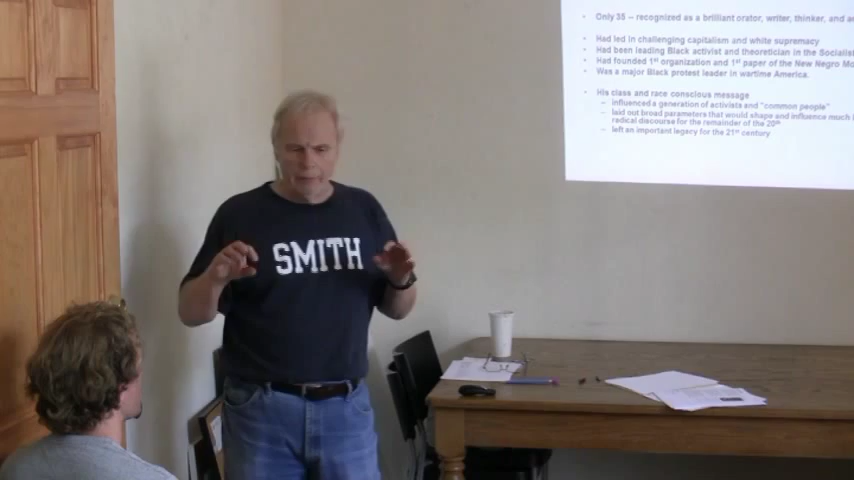 Only 35 – recognized as a brilliant orator, writer, thinker, and
Had led in challenging capitalism and white supremacy
Had been leading Black activist and theoretician in the Socialist
Had founded 1st organization and 1st paper of the New Negro Mo
Was a major Black protest leader in wartime America.
His class and race conscious message
– influenced a generation of activists and "common people"
– laid out broad parameters that would shape and influence much
radical discourse for the remainder of the 20th
– left an important legacy for the 21st century
SMITH